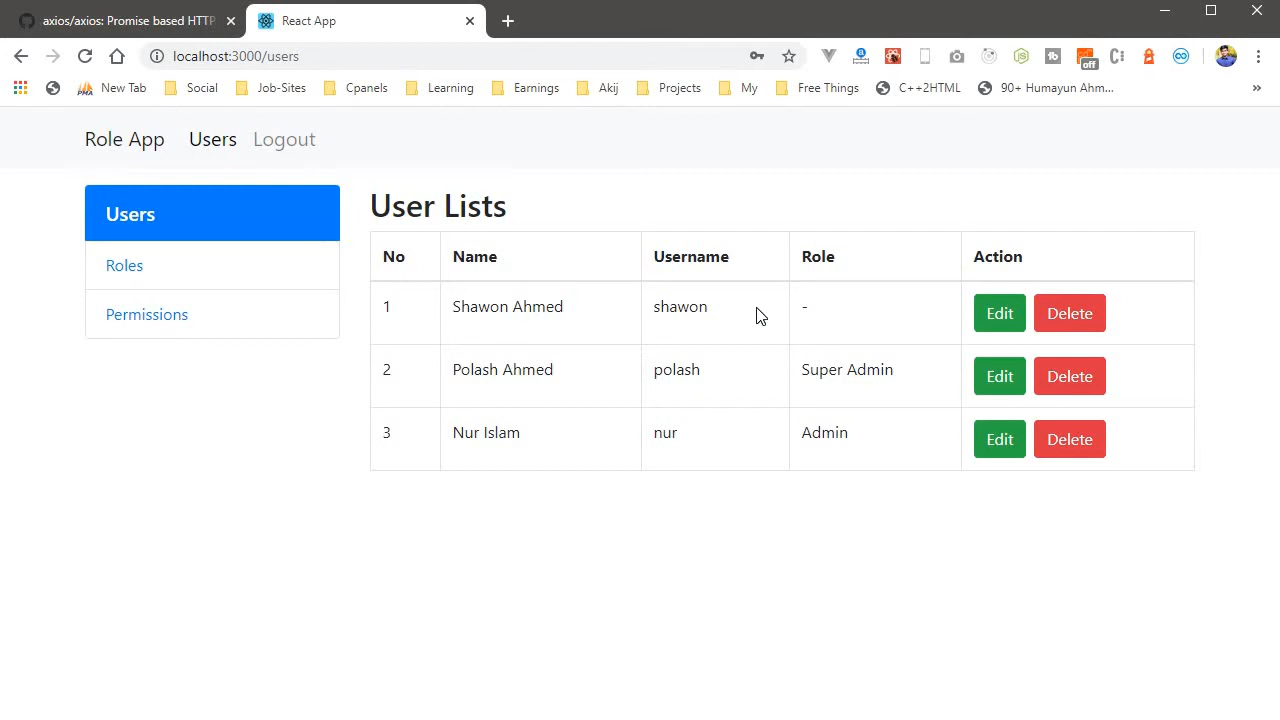 axios/axios: Promise based HTTP
React App
localhost:3000/users
off
New Tab
Social
Job-Sites
Cpanels
Learning
Earnings
Akij
Projects
My
Free Things
C++2HTML
90+ Humayun Ahm...
Role App Users Logout
Users
Roles
Permissions
User Lists
No Name Username Role Action
1 Shawon Ahmed shawon - Edit Delete
2 Polash Ahmed polash Super Admin Edit Delete
3 Nur Islam nur Admin Edit Delete